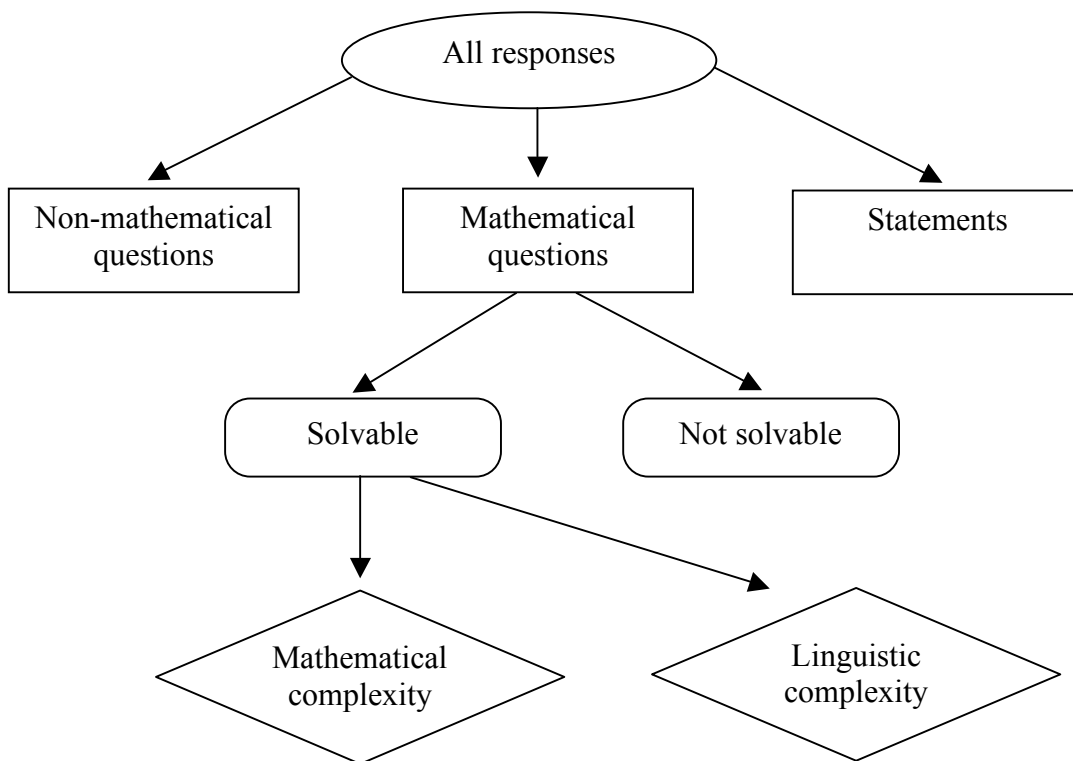 All responses
Non-mathematical
questions
Mathematical
questions
Statements
Solvable
Not solvable
Mathematical
complexity
Linguistic
complexity